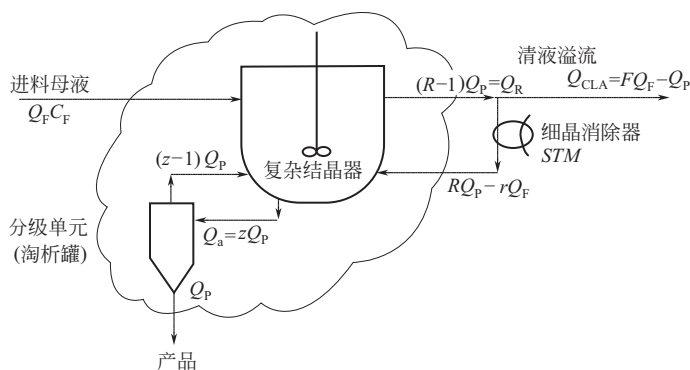 清液溢流
进料母液
(R−1)Q_P=Q_R
Q_CLA=FQ_F−Q_P
Q_FC_F
细晶消除器
STM
(z−1)Q_P
复杂结晶器
RQ_P−rQ_F
分级单元
(淘析罐)
Q_a=zQ_P
Q_P
产品